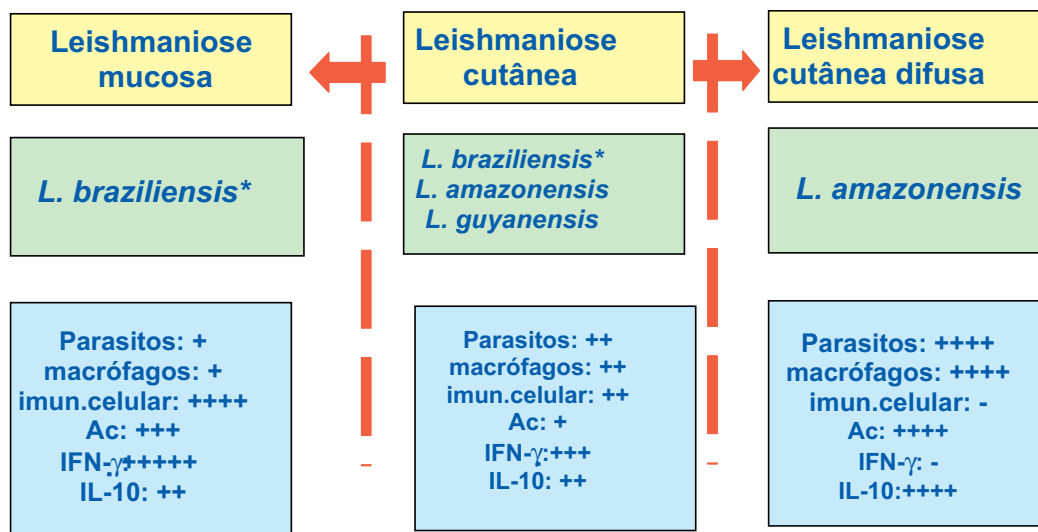 Leishmaniose
mucosa
Leishmaniose
cutânea
Leishmaniose
cutânea difusa
L. braziliensis*
L. braziliensis*
L. amazonensis
L. guyanensis
L. amazonensis
Parasitos: +
macrófagos: +
imun.celular: ++++
Ac: +++
IFN-γ:+++++
IL-10: ++
Parasitos: ++
macrófagos: ++
imun.celular: ++
Ac: +
IFN-γ:+++
IL-10: ++
Parasitos: ++++
macrófagos: ++++
imun.celular: -
Ac: ++++
IFN-γ: -
IL-10:++++